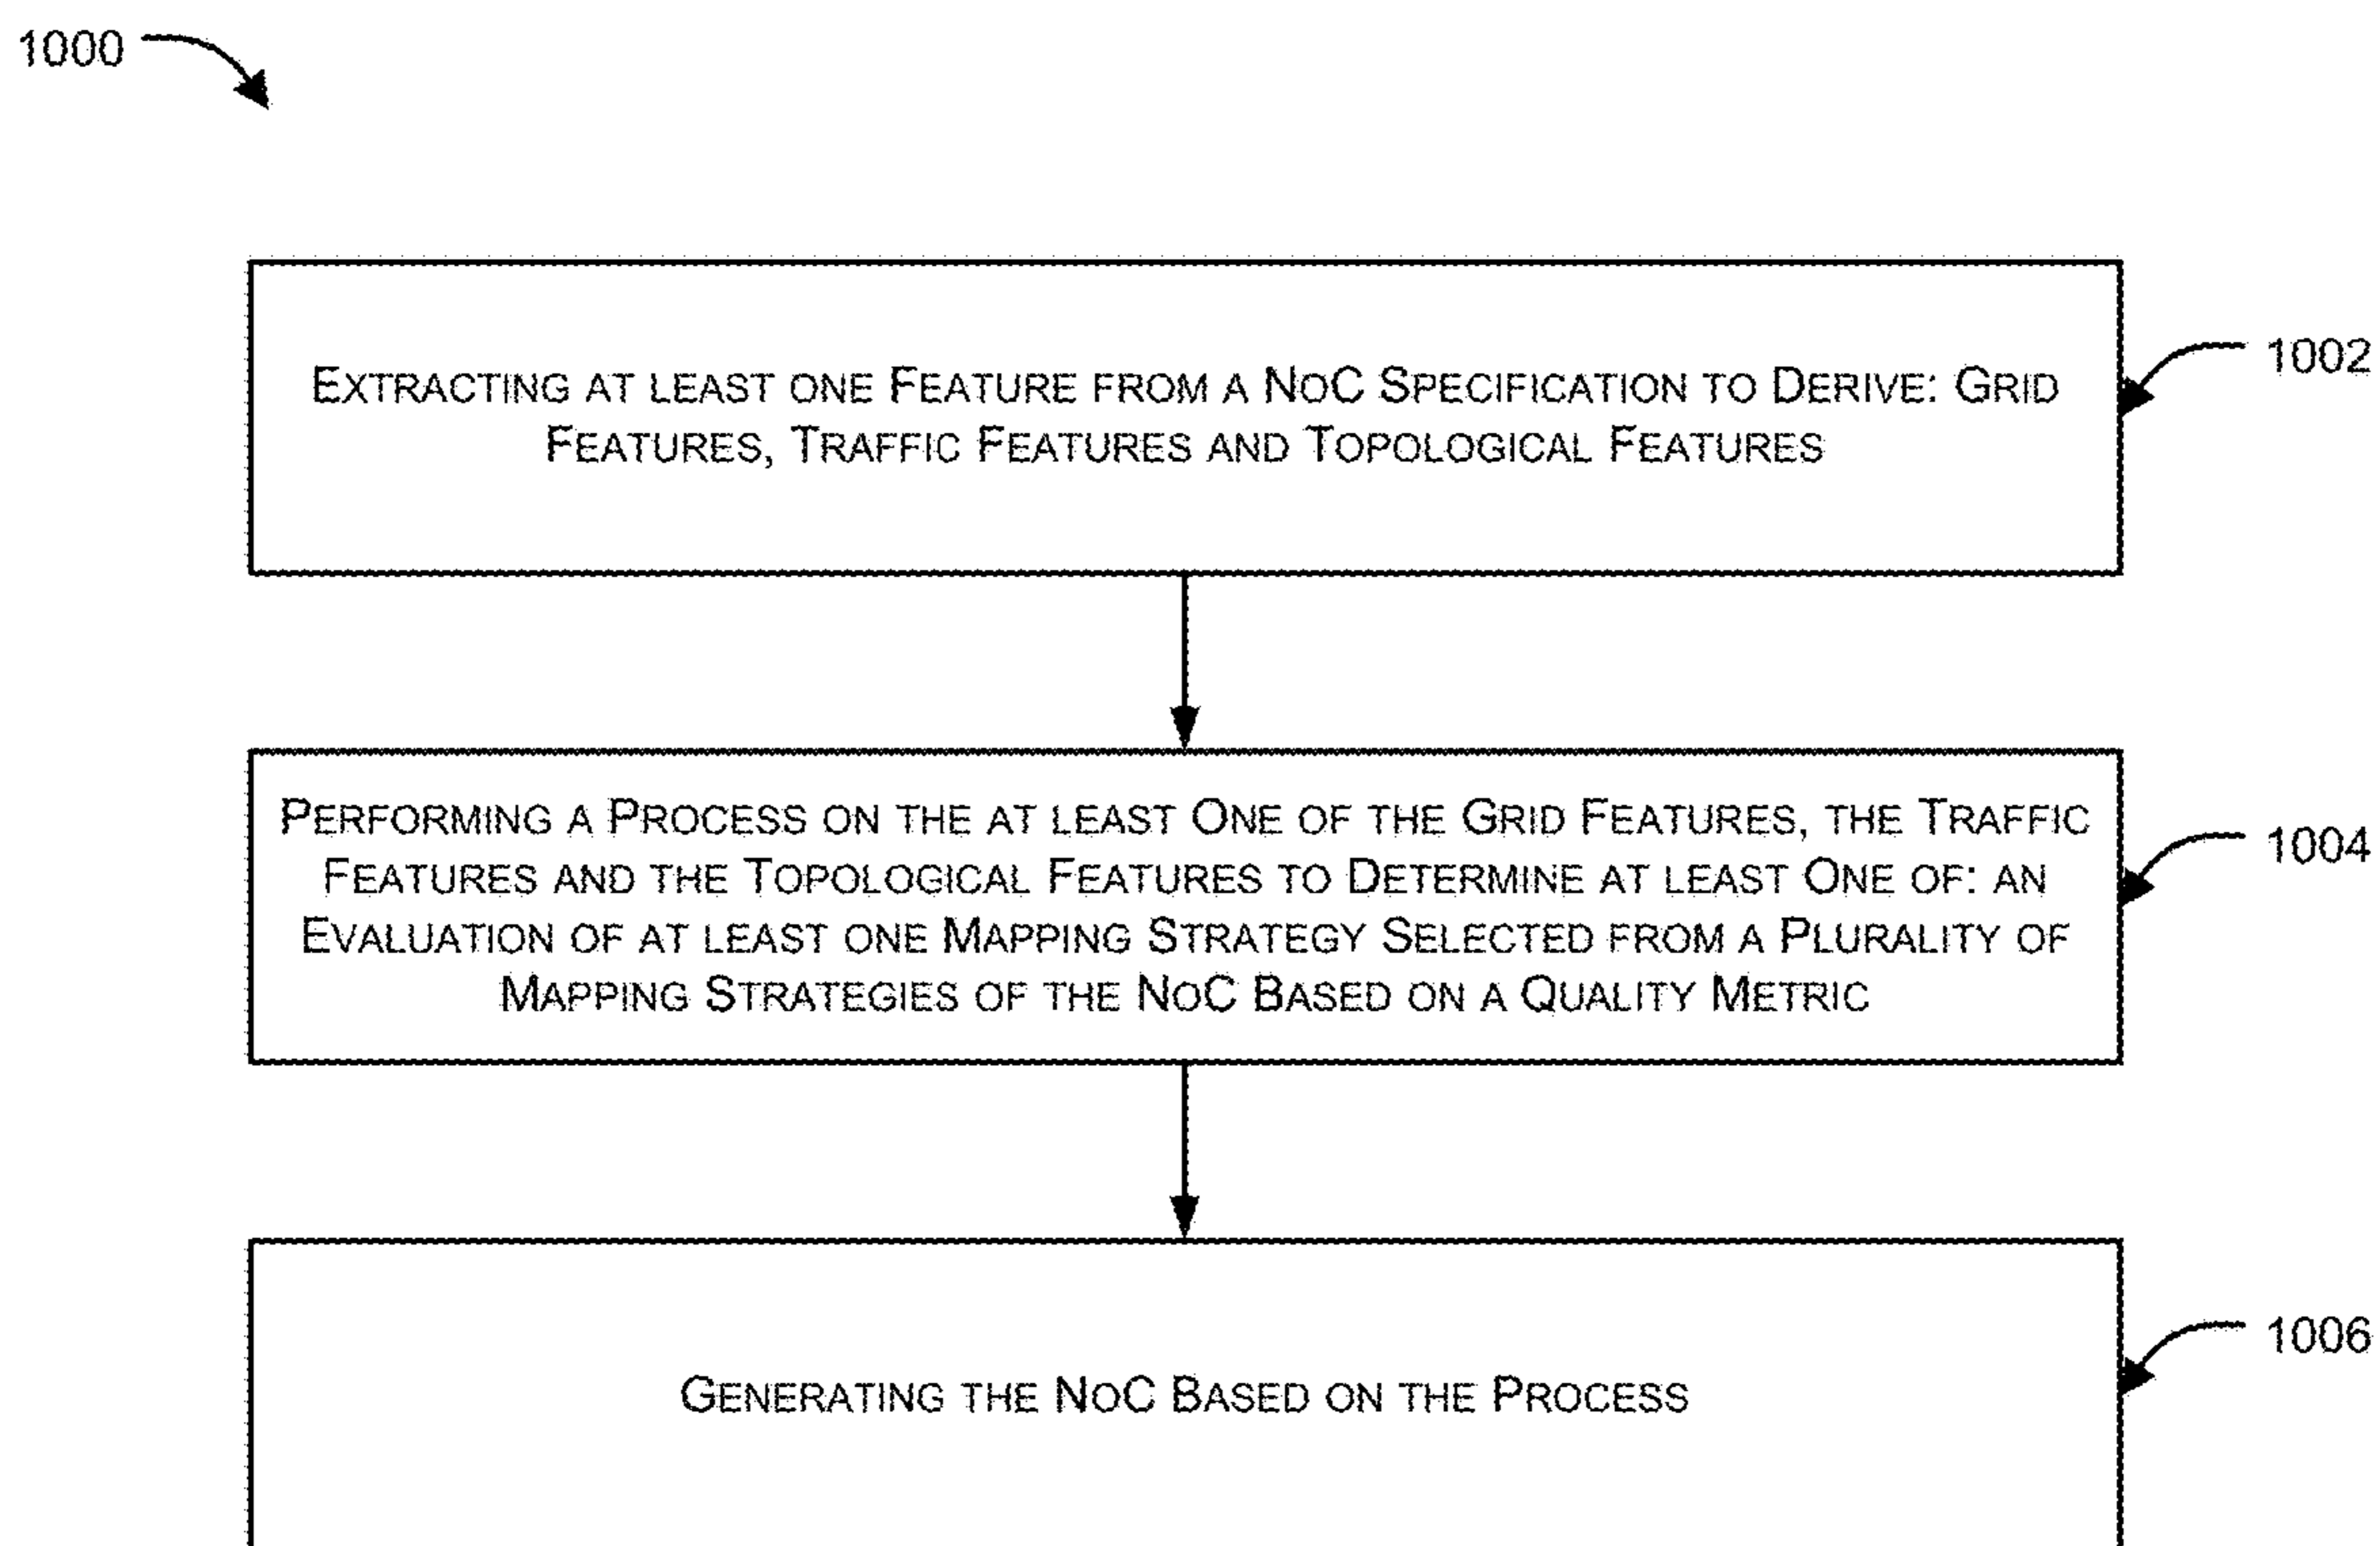 1000
EXTRACTING AT LEAST ONE FEATURE FROM A NOC SPECIFICATION TO DERIVE: GRID
FEATURES, TRAFFIC FEATURES AND TOPOLOGICAL FEATURES
1002
PERFORMING A PROCESS ON THE AT LEAST ONE OF THE GRID FEATURES, THE TRAFFIC
FEATURES AND THE TOPOLOGICAL FEATURES TO DETERMINE AT LEAST ONE OF: AN
EVALUATION OF AT LEAST ONE MAPPING STRATEGY SELECTED FROM A PLURALITY OF
MAPPING STRATEGIES OF THE NOC BASED ON A QUALITY METRIC
1004
GENERATING THE NOC BASED ON THE PROCESS
1006